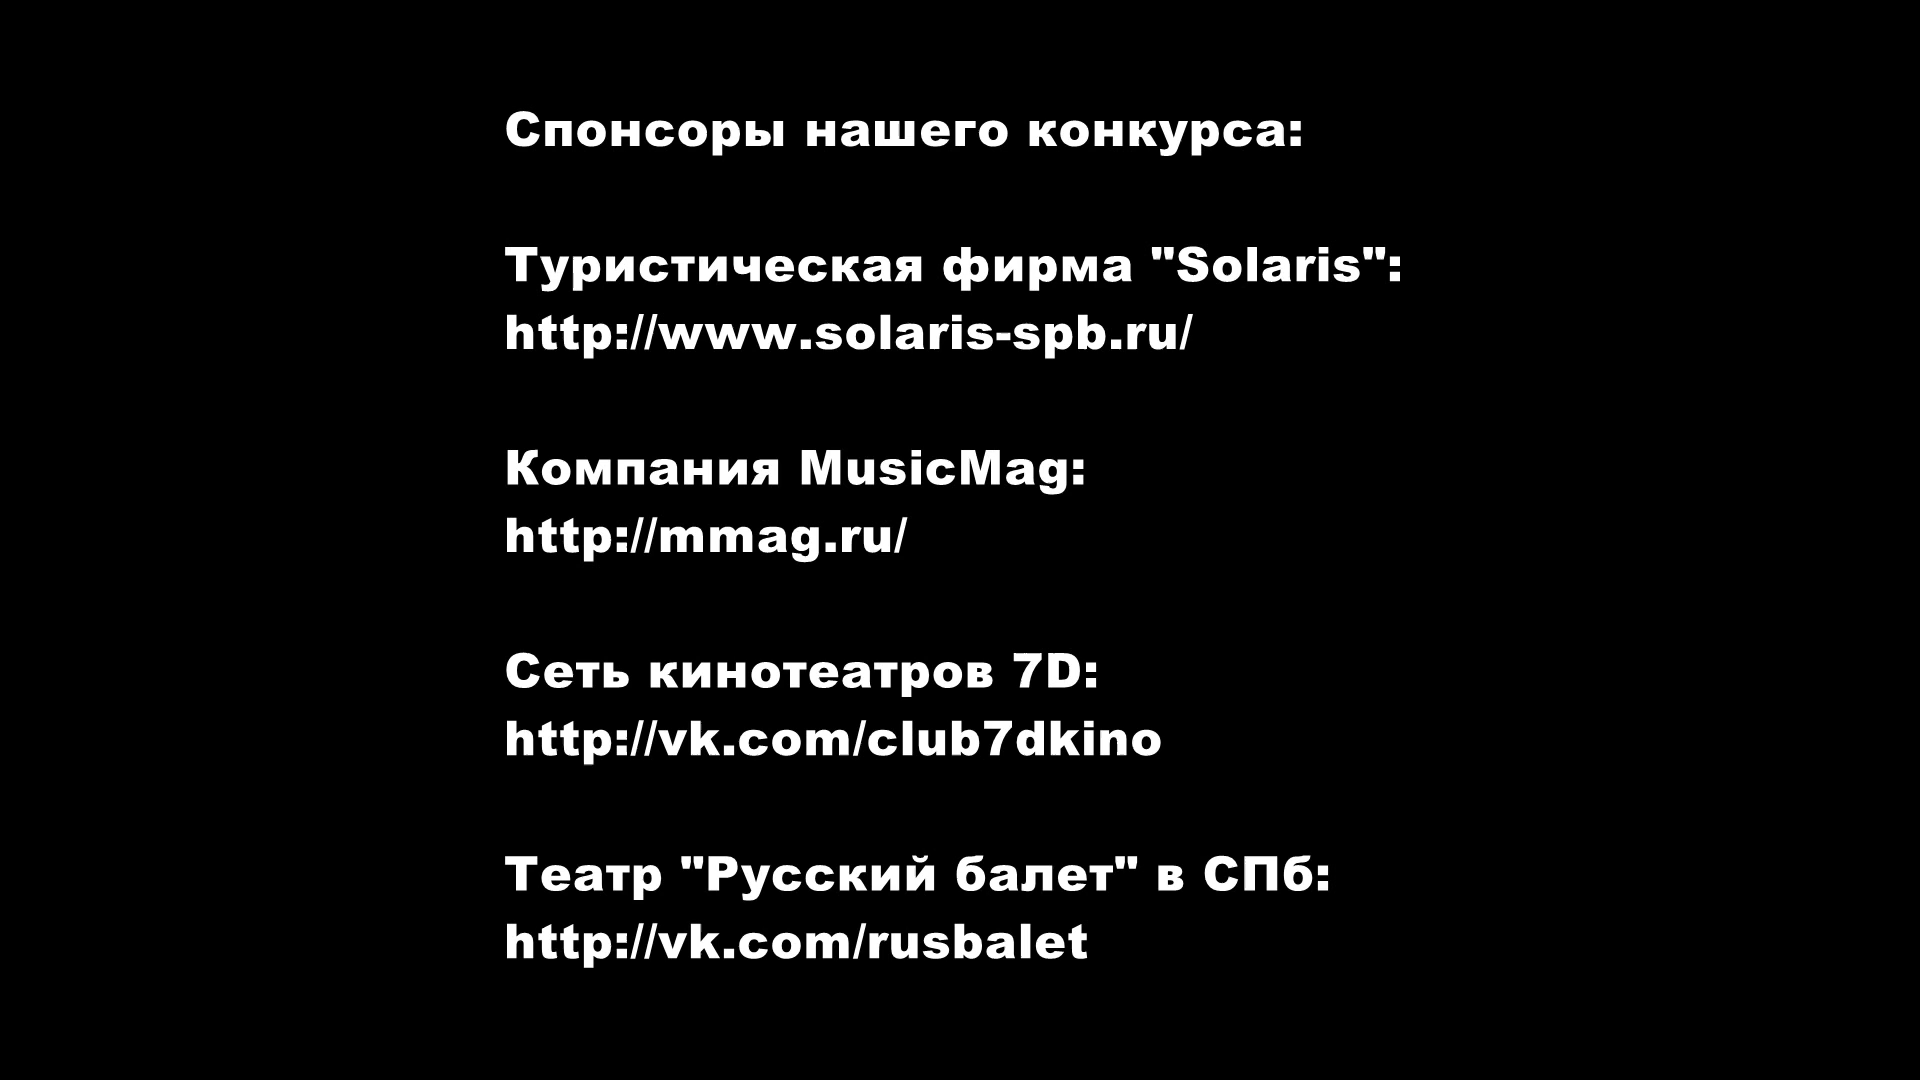 Спонсоры нашего конкурса:
Туристическая фирма "Solaris":
http://www.solaris-spb.ru/
Компания MusicMag:
http://mmag.ru/
Сеть кинотеатров 7D:
http://vk.com/club7dkino
Театр "Русский балет" в СПб:
http://vk.com/rusbalet